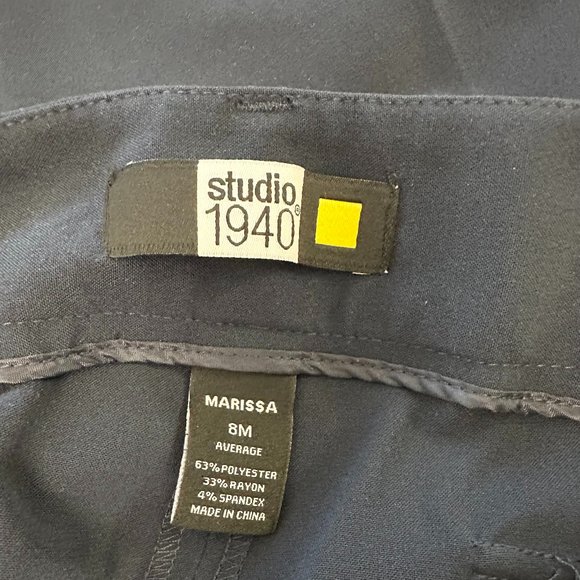 studio
1940®
MARISSA
8M
AVERAGE
63% POLYESTER
33% RAYON
4% SPANDEX
MADE IN CHINA